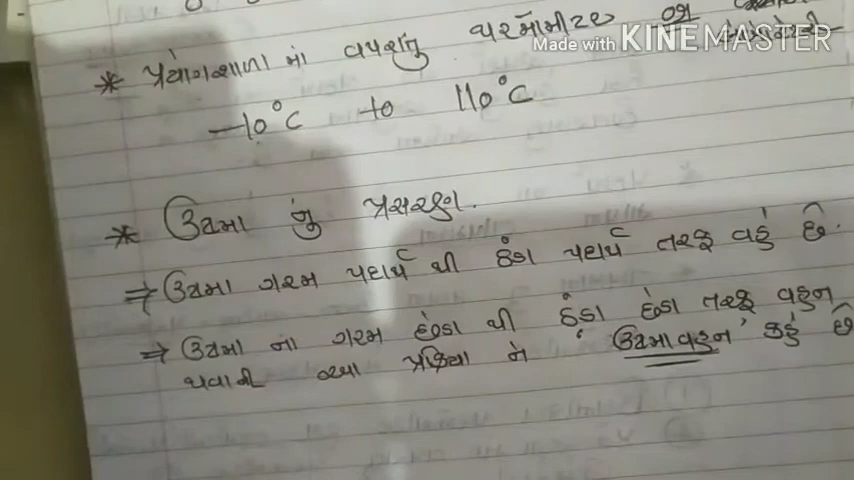 * પ્રયોગશાળા માં વપરાતુ થરમૉમીટર
Made with KINEMASTER
-10°C to 110°C
* ઉષ્મા નું પ્રસરણ.
⇒ ઉષ્મા ગરમ પદાર્થ થી ઠંડા પદાર્થ તરફ વહે છે.
⇒ ઉષ્મા ના ગરમ છેડા થી ઠંડા છેડા તરફ વહન
થવાની આ પ્રક્રિયા ને 'ઉષ્માવહન' કહે છે